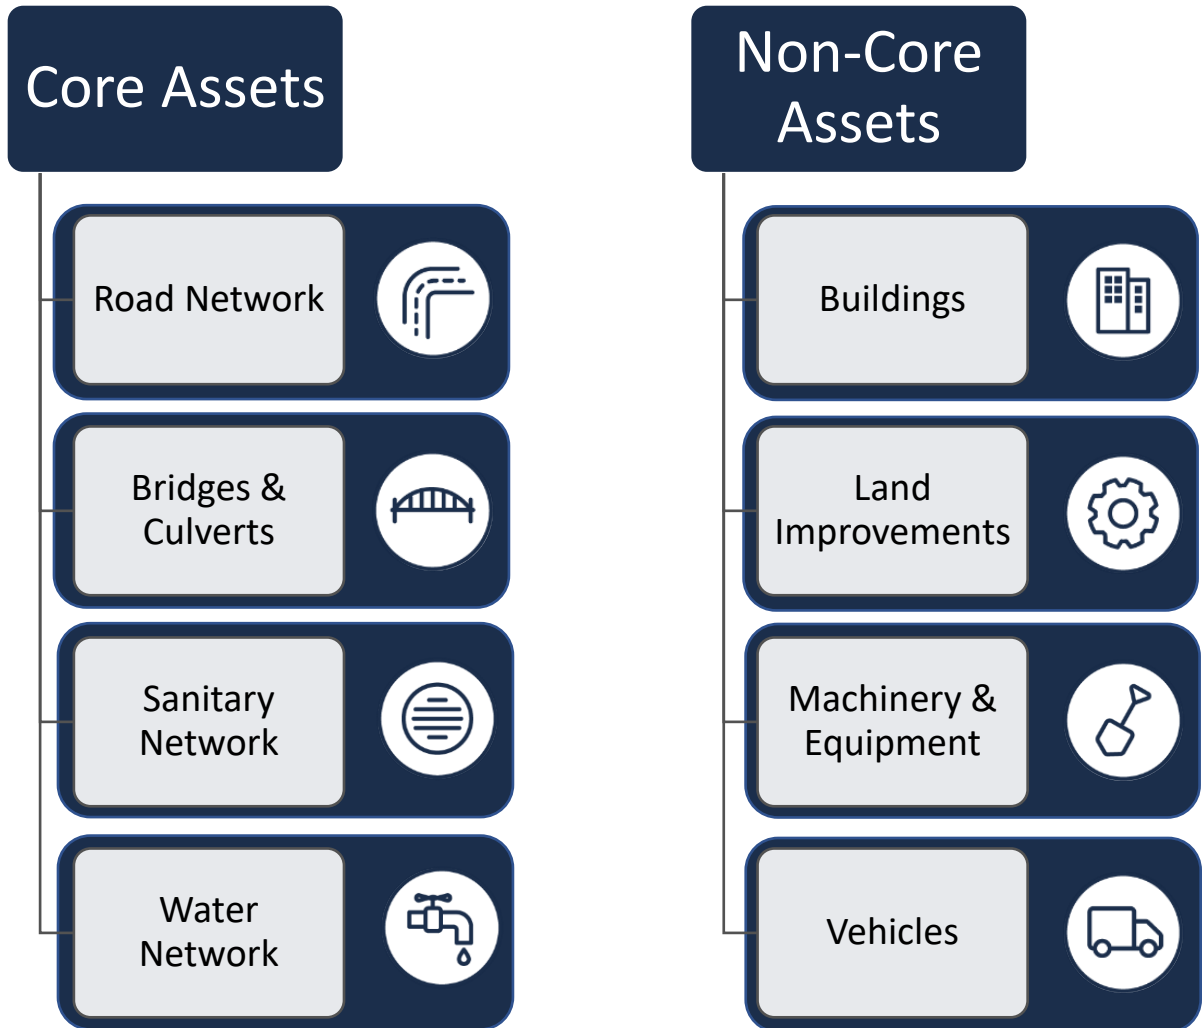 Core Assets
Road Network
Bridges &
Culverts
Sanitary
Network
Water
Network
Non-Core
Assets
Buildings
Land
Improvements
Machinery &
Equipment
Vehicles